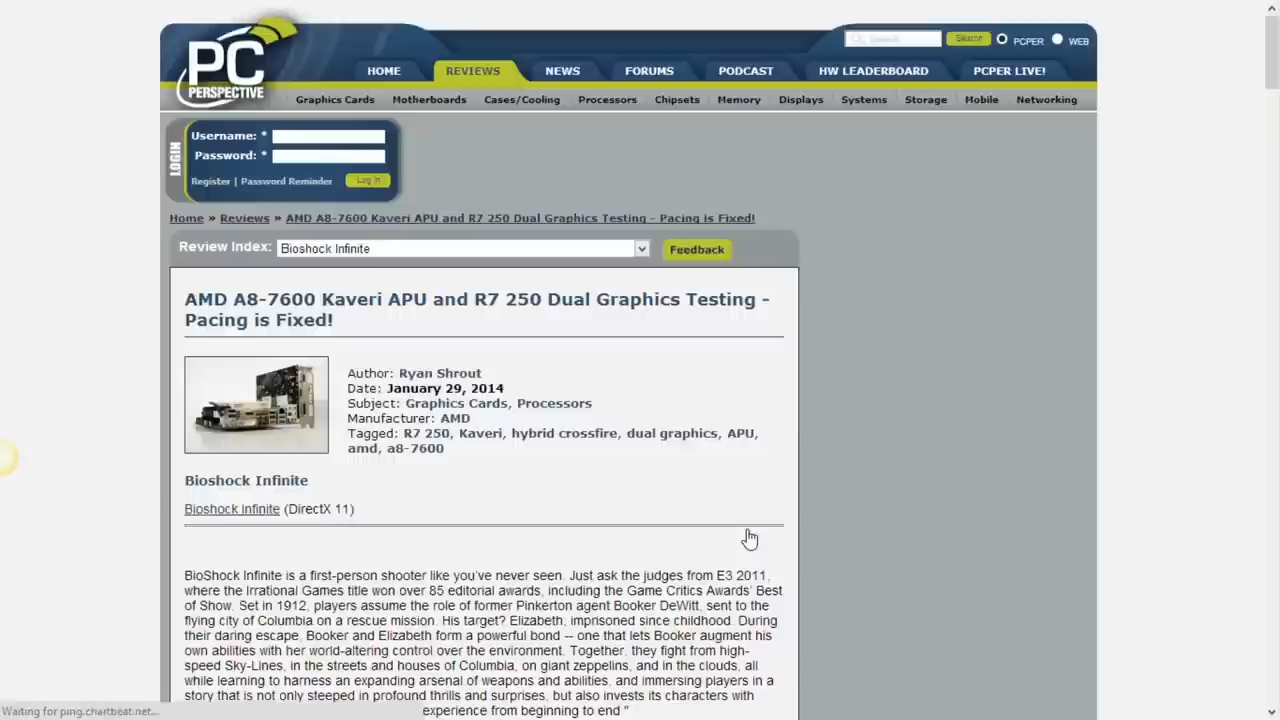 PC
PERSPECTIVE
Search
Search
PCPER
WEB
HOME
REVIEWS
NEWS
FORUMS
PODCAST
HW LEADERBOARD
PCPER LIVE!
Graphics Cards
Motherboards
Cases/Cooling
Processors
Chipsets
Memory
Displays
Systems
Storage
Mobile
Networking
LOGIN
Username: *
Password: *
Register | Password Reminder
Log in
Home » Reviews » AMD A8-7600 Kaveri APU and R7 250 Dual Graphics Testing - Pacing is Fixed!
Review Index: Bioshock Infinite
Feedback
AMD A8-7600 Kaveri APU and R7 250 Dual Graphics Testing -
Pacing is Fixed!
Author: Ryan Shrout
Date: January 29, 2014
Subject: Graphics Cards, Processors
Manufacturer: AMD
Tagged: R7 250, Kaveri, hybrid crossfire, dual graphics, APU,
amd, a8-7600
Bioshock Infinite
Bioshock Infinite (DirectX 11)
BioShock Infinite is a first-person shooter like you've never seen. Just ask the judges from E3 2011,
where the Irrational Games title won over 85 editorial awards, including the Game Critics Awards' Best
of Show. Set in 1912, players assume the role of former Pinkerton agent Booker DeWitt, sent to the
flying city of Columbia on a rescue mission. His target? Elizabeth, imprisoned since childhood. During
their daring escape, Booker and Elizabeth form a powerful bond -- one that lets Booker augment his
own abilities with her world-altering control over the environment. Together, they fight from high-
speed Sky-Lines, in the streets and houses of Columbia, on giant zeppelins, and in the clouds, all
while learning to harness an expanding arsenal of weapons and abilities, and immersing players in a
story that is not only steeped in profound thrills and surprises, but also invests its characters with
experience from beginning to end "
Waiting for ping.chartbeat.net...